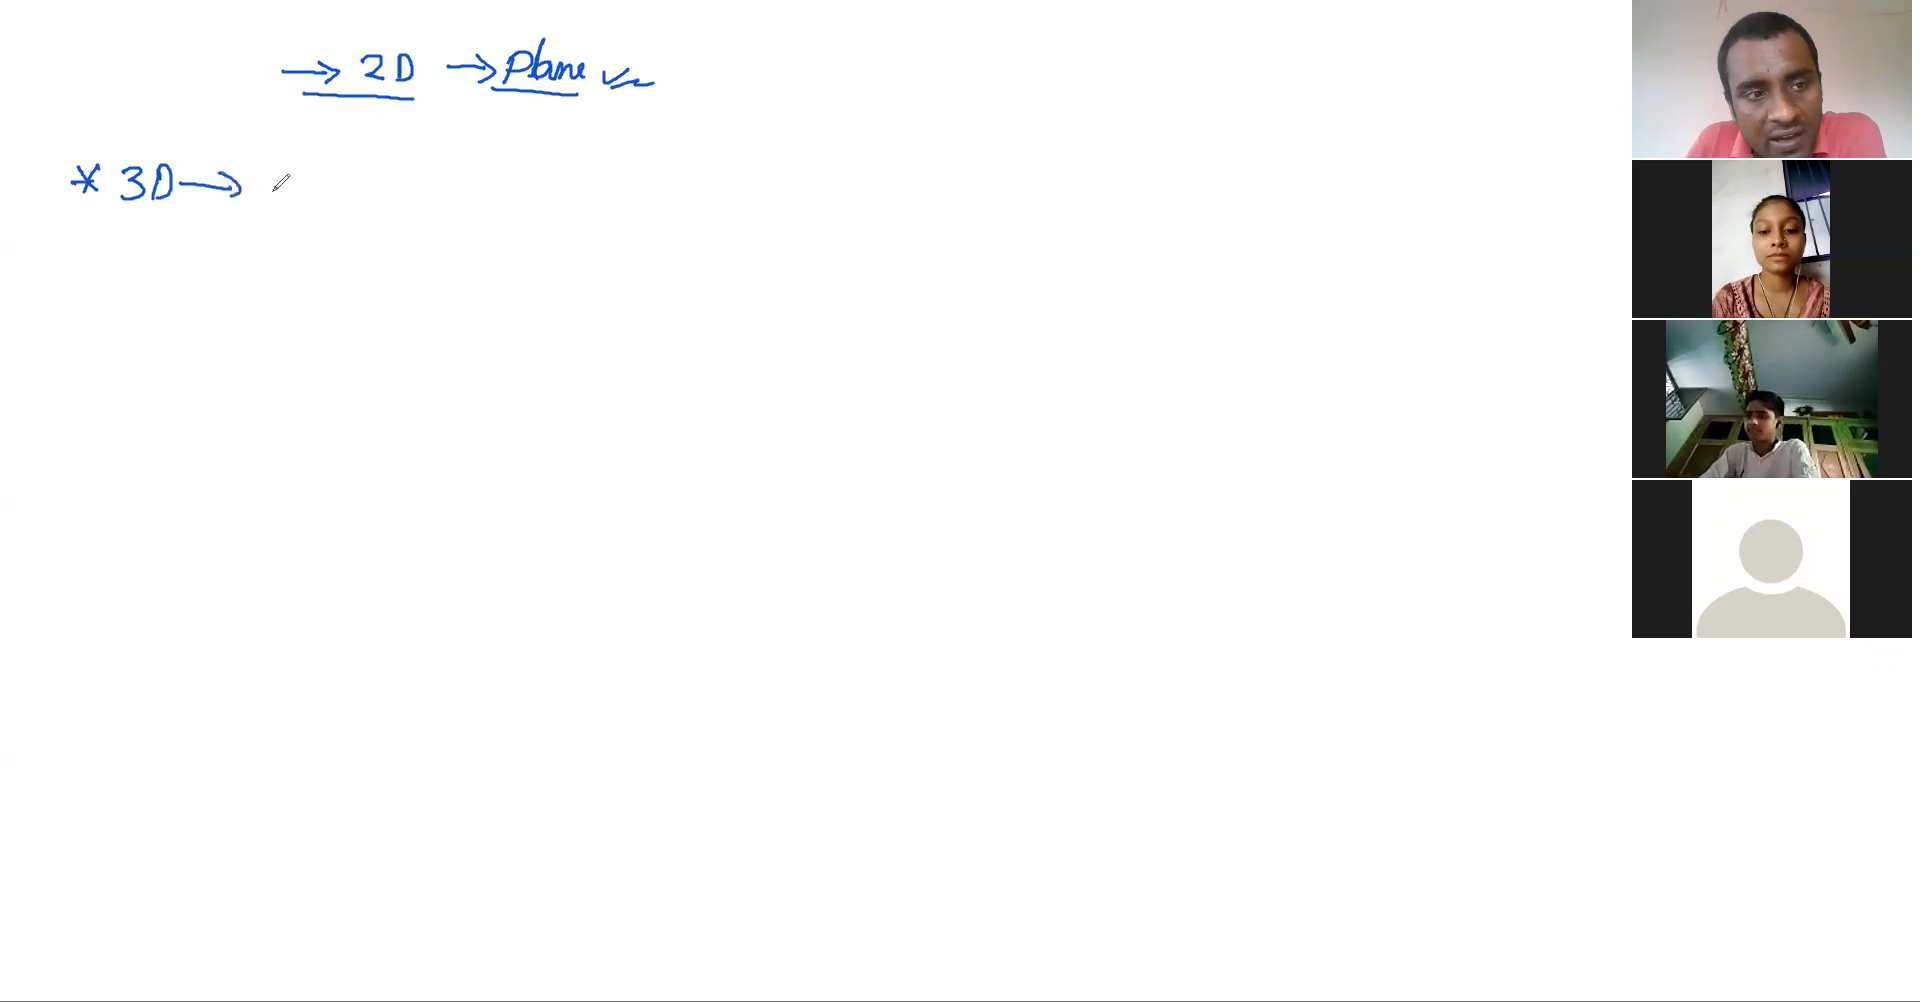 → 2D → Plane
* 3D →